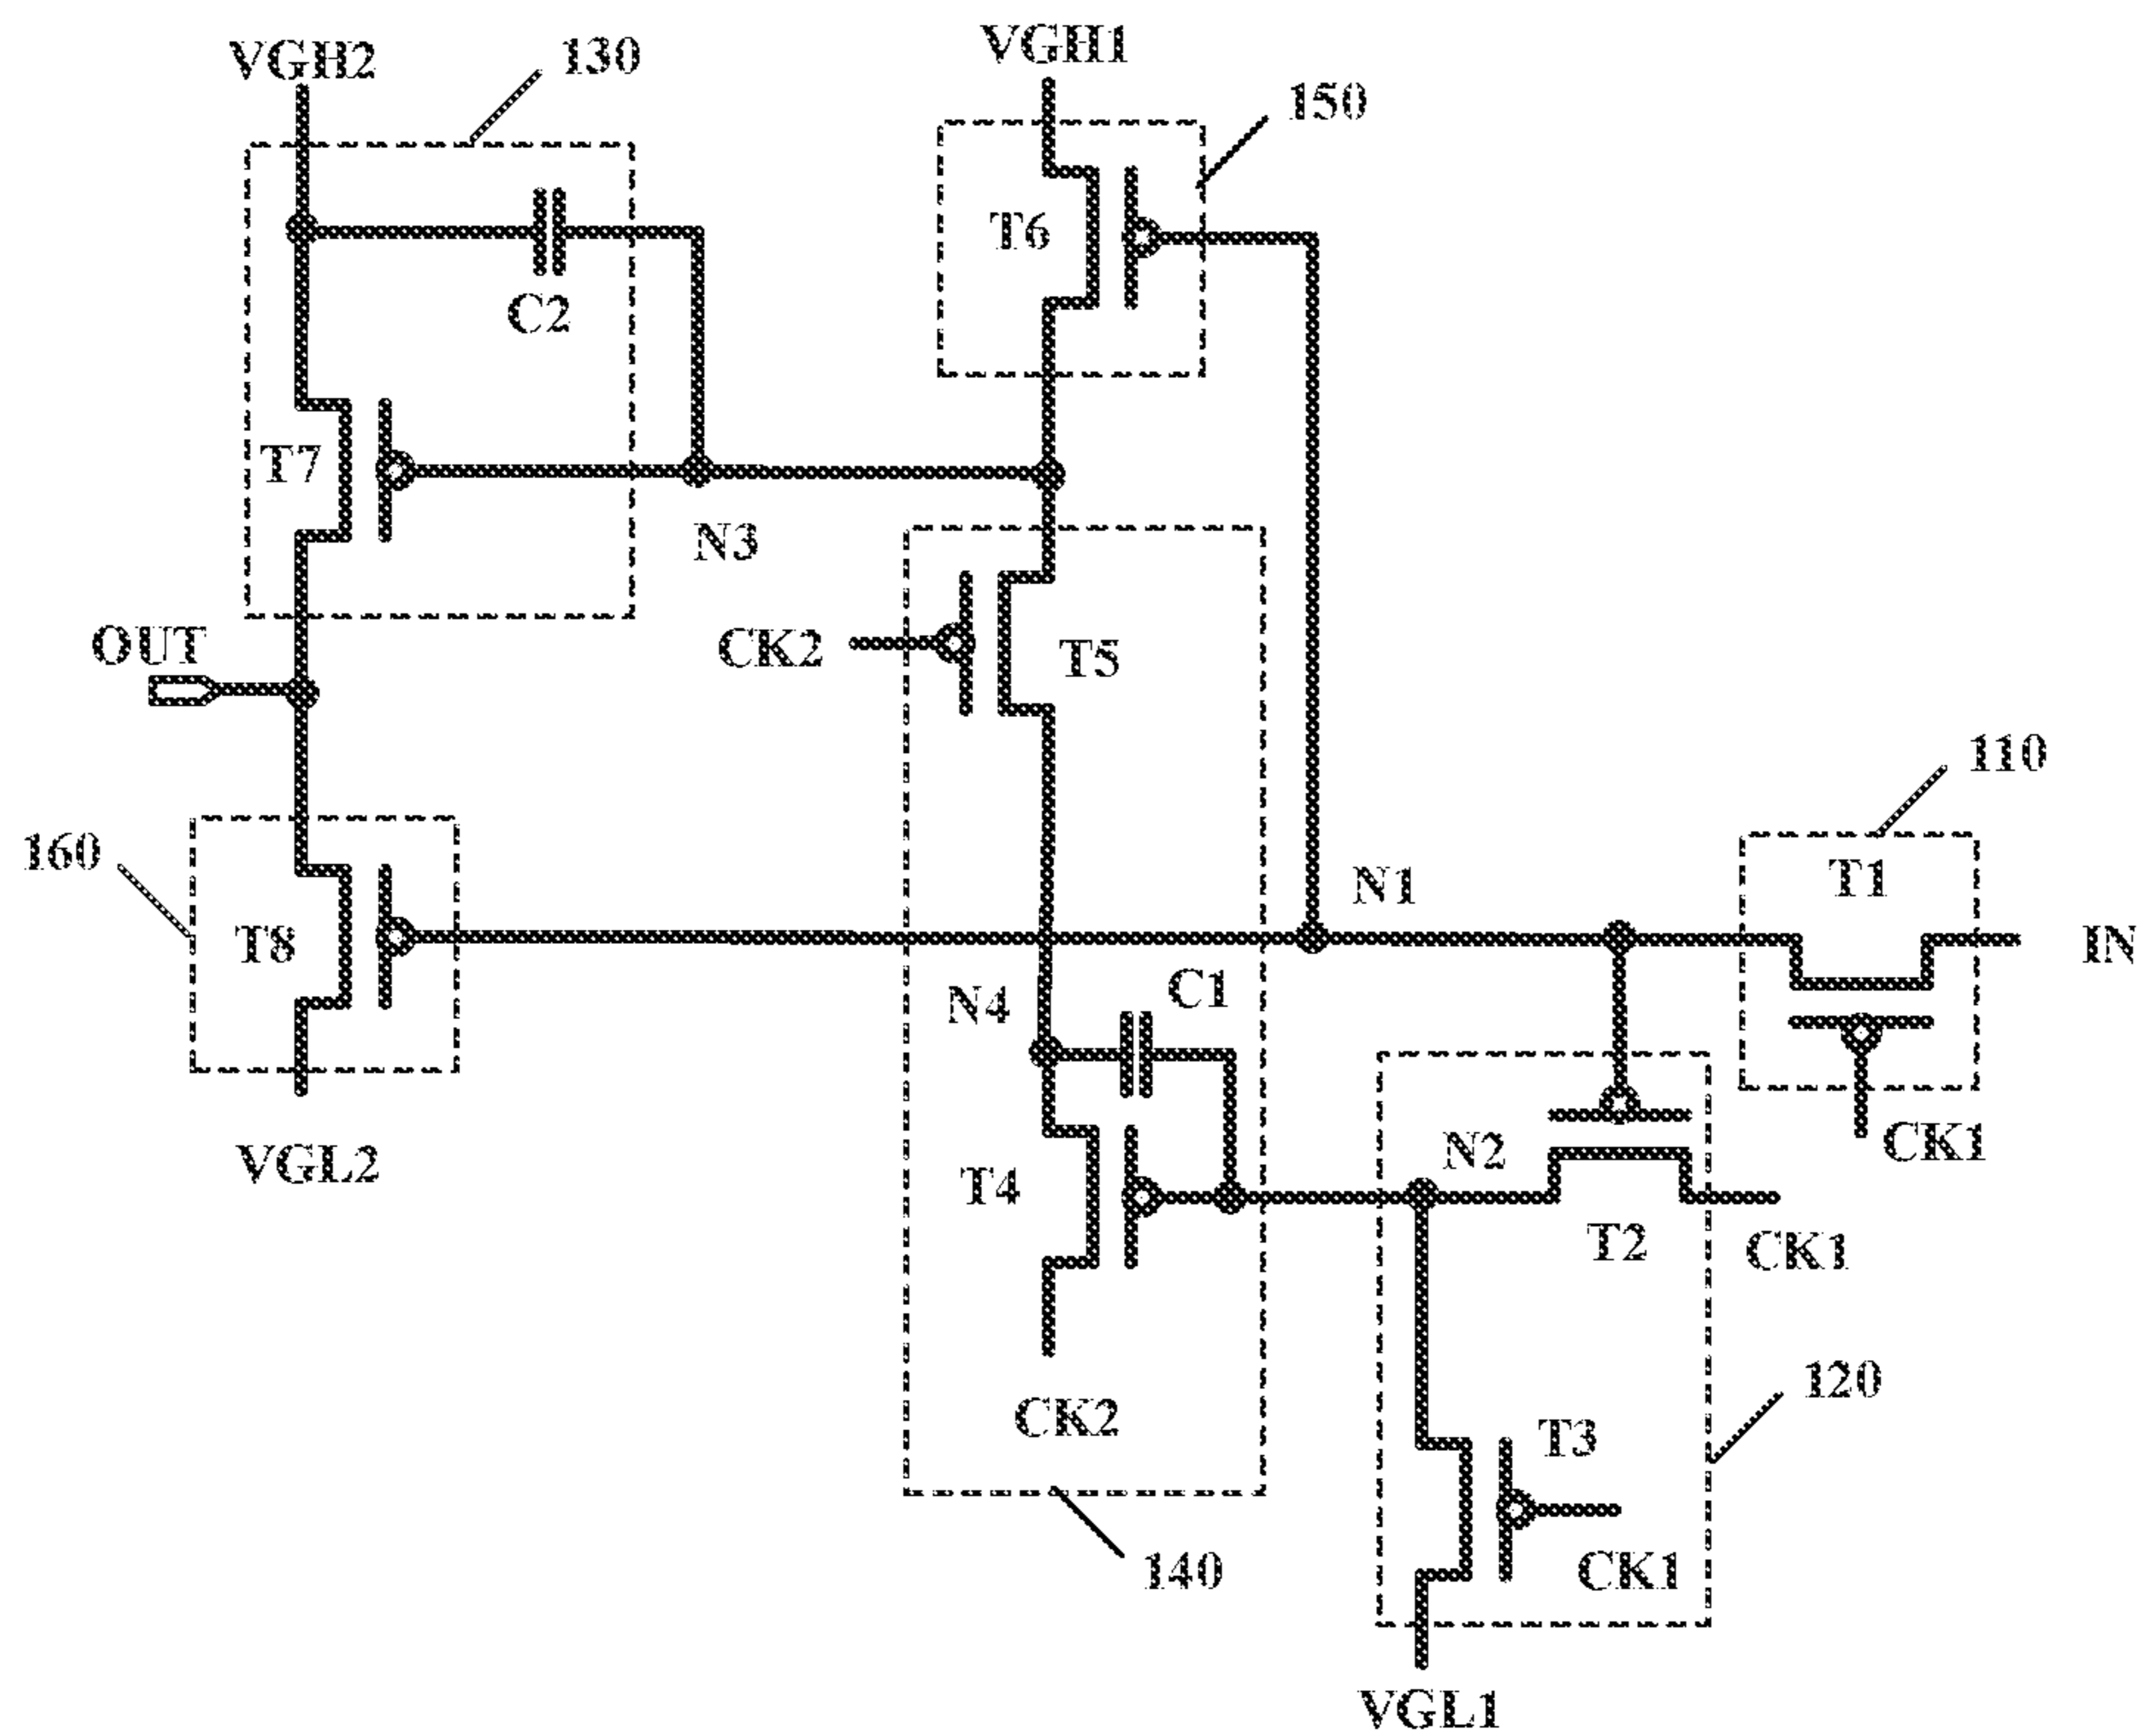 VGH2
130
VGH1
150
T6
C2
T7
N3
OUT
CK2
T5
110
160
N1
T1
T8
IN
N4
C1
CK1
VGL2
N2
T4
T2
CK1
120
CK2
T3
140
CK1
VGL1